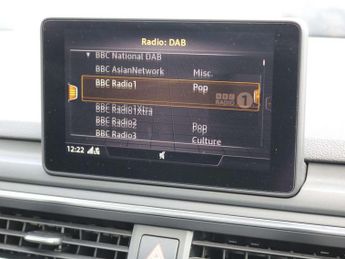 Radio: DAB
BBC National DAB
BBC AsianNetwork Misc.
BBC Radio1 Pop
BBC RADIO 1
BBC Radio1Xtra
BBC Radio2 Pop
BBC Radio3 Culture
12:22